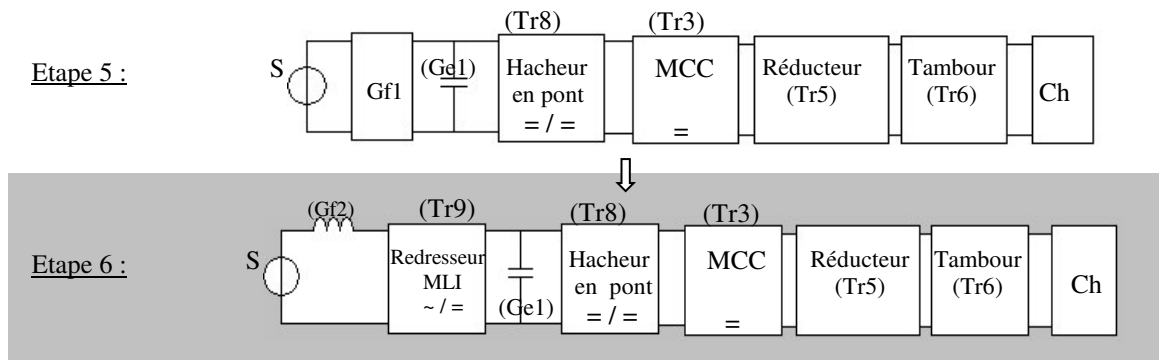 (Tr8)
(Tr3)
Etape 5 :
S
Gf1
(Ge1)
Hacheur
en pont
= / =
MCC
=
Réducteur
(Tr5)
Tambour
(Tr6)
Ch
(Gf2)
(Tr9)
(Tr8)
(Tr3)
Etape 6 :
S
Redresseur
MLI
~ / =
(Ge1)
Hacheur
en pont
= / =
MCC
=
Réducteur
(Tr5)
Tambour
(Tr6)
Ch